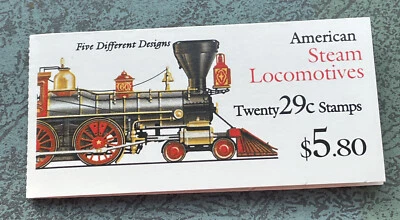 Five Different Designs
American
Steam
Locomotives
Twenty 29c Stamps
$5.80